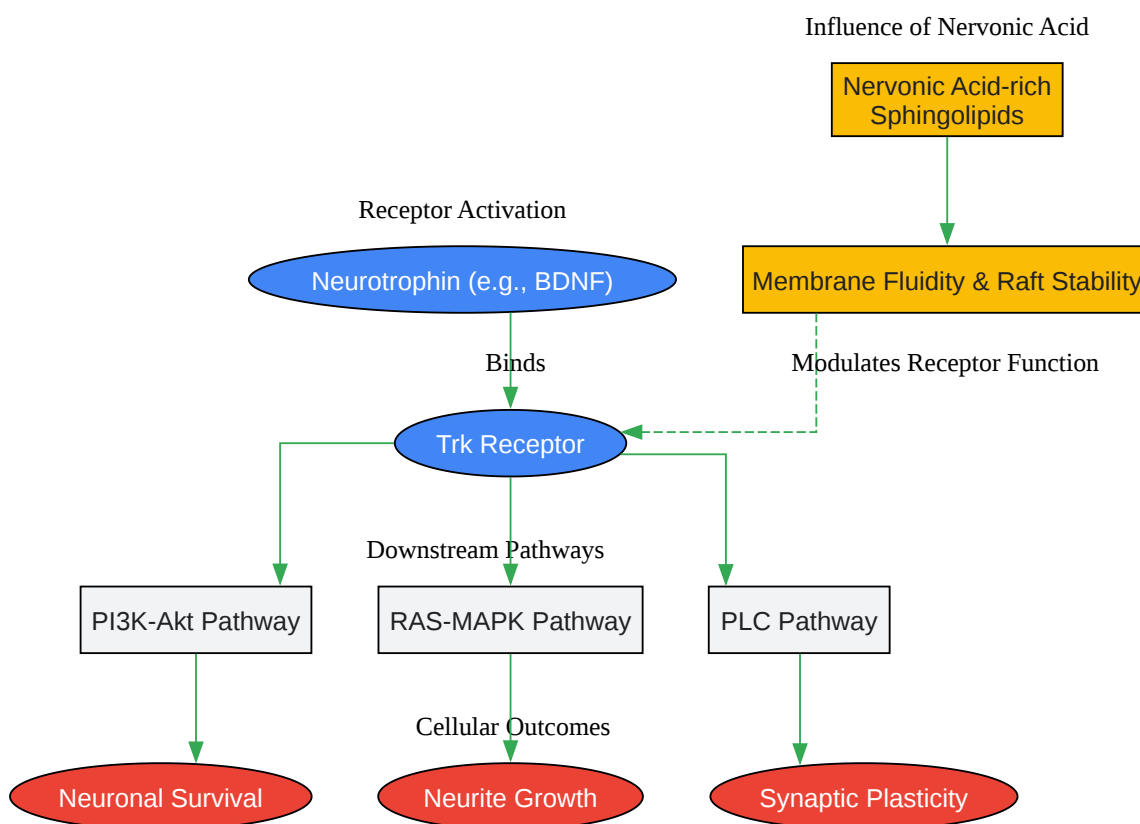 Influence of Nervonic Acid
Nervonic Acid-rich
Sphingolipids
Receptor Activation
Neurotrophin (e.g., BDNF)
Membrane Fluidity & Raft Stability
Binds
Modulates Receptor Function
Trk Receptor
Downstream Pathways
PI3K-Akt Pathway
RAS-MAPK Pathway
PLC Pathway
Cellular Outcomes
Neuronal Survival
Neurite Growth
Synaptic Plasticity